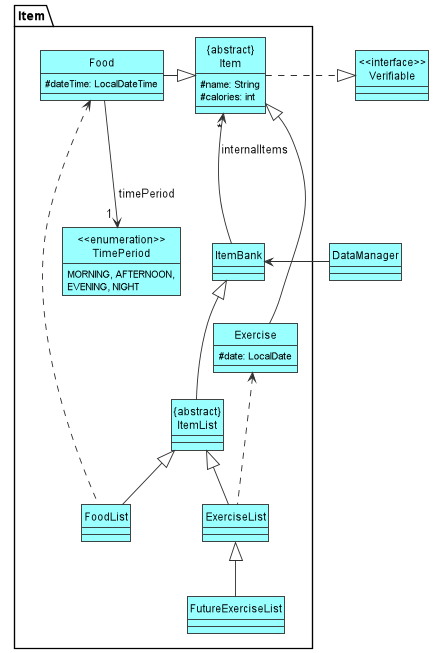 Item
Food
#dateTime: LocalDateTime
{abstract}
Item
#name: String
#calories: int
<<interface>>
Verifiable
*
internalItems
timePeriod
1
<<enumeration>>
TimePeriod
MORNING, AFTERNOON,
EVENING, NIGHT
ItemBank
DataManager
Exercise
#date: LocalDate
{abstract}
ItemList
FoodList
ExerciseList
FutureExerciseList